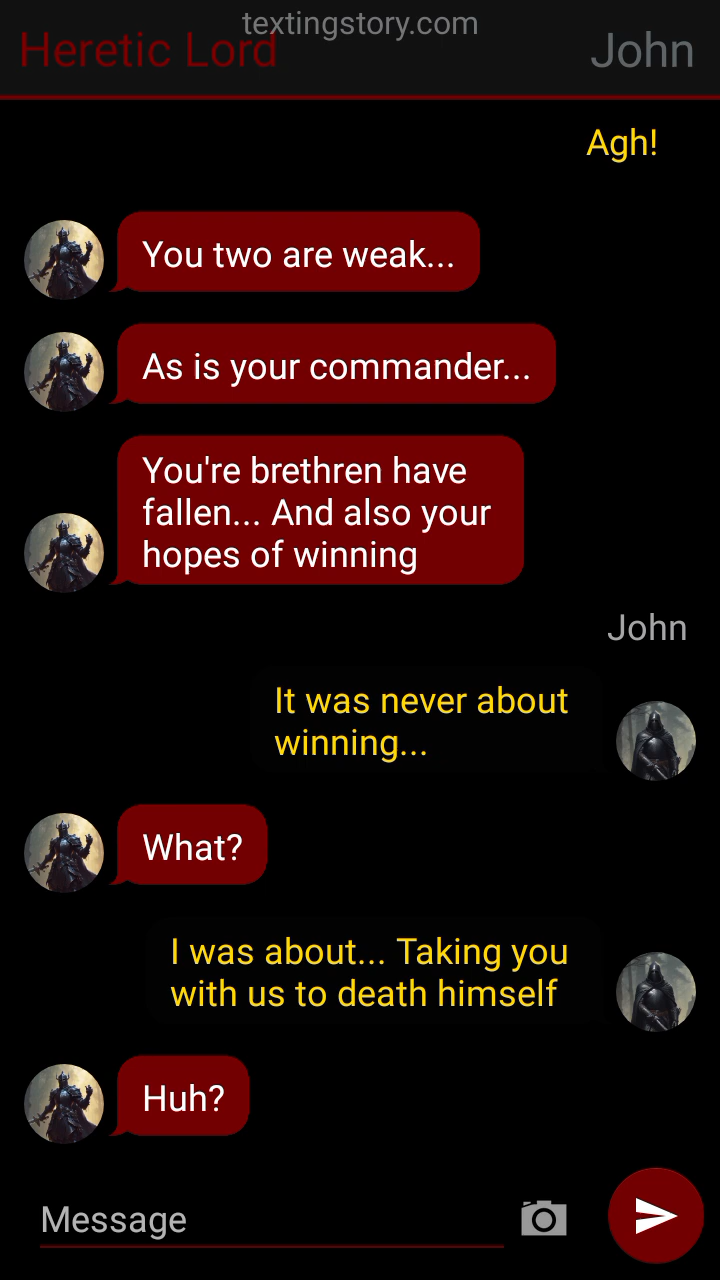 textingstory.com
Heretic Lord
John
Agh!
You two are weak...
As is your commander...
You're brethren have
fallen... And also your
hopes of winning
John
It was never about
winning...
What?
I was about... Taking you
with us to death himself
Huh?
Message